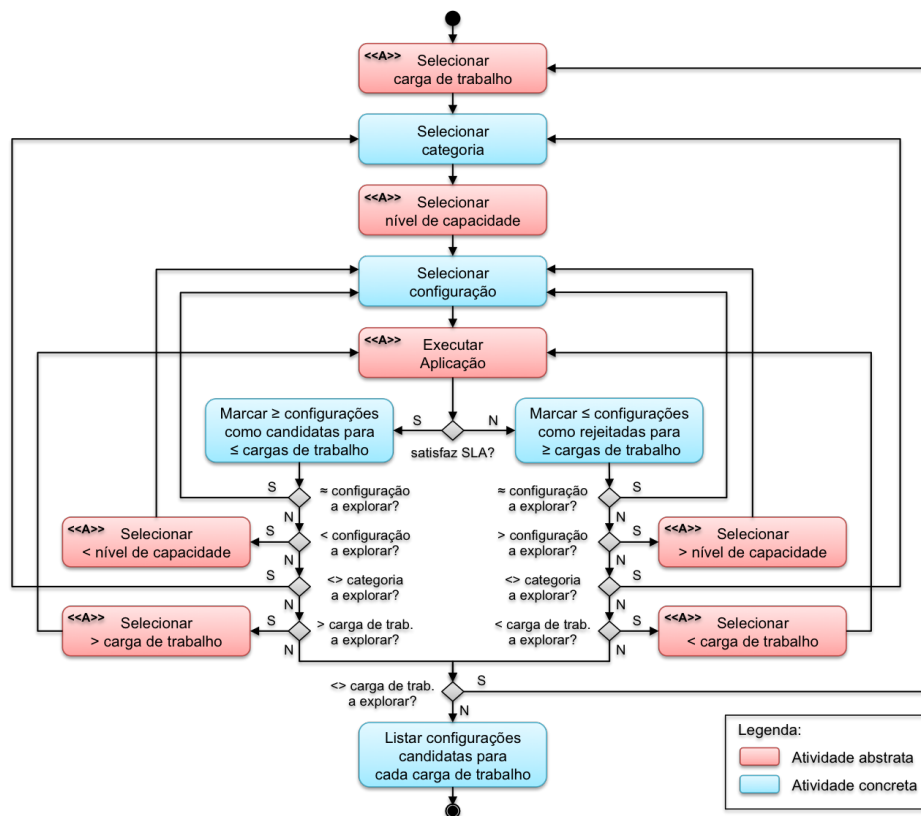 <<A>> Selecionar
carga de trabalho
Selecionar
categoria
<<A>> Selecionar
nível de capacidade
Selecionar
configuração
<<A>> Executar
Aplicação
Marcar ≥ configurações
como candidatas para
≤ cargas de trabalho
S
N
satisfaz SLA?
Marcar ≤ configurações
como rejeitadas para
≥ cargas de trabalho
S
≈ configuração
a explorar?
N
≈ configuração
a explorar?
S
N
<<A>> Selecionar
< nível de capacidade
S
< configuração
a explorar?
N
> configuração
a explorar?
S
N
<<A>> Selecionar
> nível de capacidade
S
<> categoria
a explorar?
N
<> categoria
a explorar?
S
N
<<A>> Selecionar
> carga de trabalho
S
> carga de trab.
a explorar?
N
< carga de trab.
a explorar?
S
N
<<A>> Selecionar
< carga de trabalho
<> carga de trab.
a explorar?
S
N
Listar configurações
candidatas para
cada carga de trabalho
Legenda:
Atividade abstrata
Atividade concreta